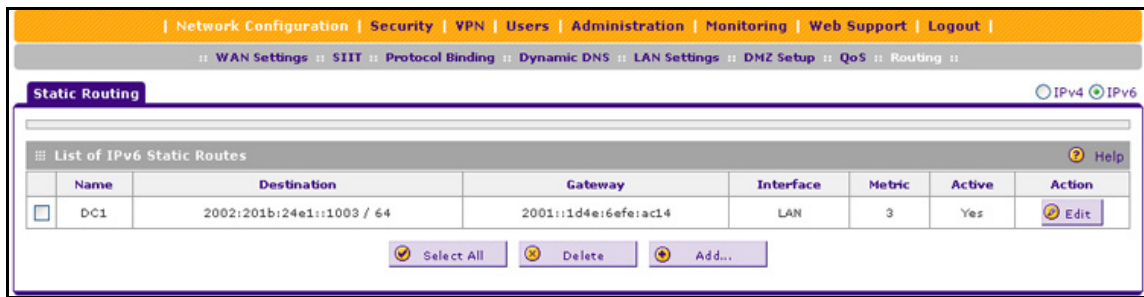 | Network Configuration | Security | VPN | Users | Administration | Monitoring | Web Support | Logout |
:: WAN Settings :: SIIT :: Protocol Binding :: Dynamic DNS :: LAN Settings :: DMZ Setup :: QoS :: Routing ::
Static Routing IPv4 IPv6
List of IPv6 Static Routes ? Help
Name Destination Gateway Interface Metric Active Action
DC1 2002:201b:24e1::1003 / 64 2001::1d4e:6efe:ac14 LAN 3 Yes Edit
Select All Delete Add...